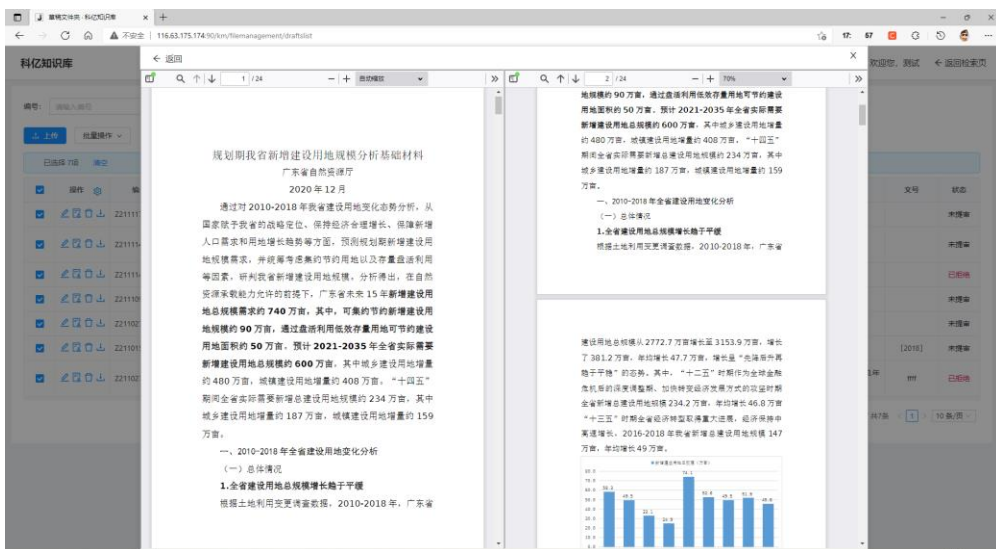 草稿文件夹 - 科亿知识库
不安全 | 116.63.175.174:90/km/filemanagement/draftslist
科亿知识库
← 返回
欢迎您，测试
← 返回检索页
编号：
上传
批量操作
已选择 7项
清空
操作
文号
状态
未提审
未提审
已拒绝
未提审
未提审
[2018]
未提审
ffff
已拒绝
共7条
1
10 条/页
1 / 24
自动缩放
规划期我省新增建设用地规模分析基础材料
广东省自然资源厅
2020 年 12 月
通过对 2010-2018 年我省建设用地变化态势分析，从
国家赋予我省的战略定位、保持经济合理增长、保障新增
人口需求和用地增长趋势等方面，预测规划期新增建设用
地规模需求，并统筹考虑集约节约用地以及存量盘活利用
等因素，研判我省新增建设用地规模。分析得出，在自然
资源承载能力允许的前提下，广东省未来 15 年新增建设用
地总规模需求约 740 万亩，其中，可集约节约新增建设用
地规模约 90 万亩，通过盘活利用低效存量用地可节约建设
用地面积约 50 万亩。预计 2021-2035 年全省实际需要
新增建设用地总规模约 600 万亩，其中城乡建设用地增量
约 480 万亩，城镇建设用地增量约 408 万亩。“十四五”
期间全省实际需要新增总建设用地规模约 234 万亩，其中
城乡建设用地增量约 187 万亩，城镇建设用地增量约 159
万亩。
一、2010-2018 年全省建设用地变化分析
（一）总体情况
1.全省建设用地总规模增长趋于平缓
根据土地利用变更调查数据，2010-2018 年，广东省
2 / 24
70%
地规模约 90 万亩，通过盘活利用低效存量用地可节约建设
用地面积约 50 万亩。预计 2021-2035 年全省实际需要
新增建设用地总规模约 600 万亩，其中城乡建设用地增量
约 480 万亩，城镇建设用地增量约 408 万亩。“十四五”
期间全省实际需要新增总建设用地规模约 234 万亩，其中
城乡建设用地增量约 187 万亩，城镇建设用地增量约 159
万亩。
一、2010-2018 年全省建设用地变化分析
（一）总体情况
1.全省建设用地总规模增长趋于平缓
根据土地利用变更调查数据，2010-2018 年，广东省
建设用地总规模从 2772.7 万亩增长至 3153.9 万亩，增长
了 381.2 万亩，年均增长 47.7 万亩，增长呈“先降后升再
趋于平稳”的态势。其中，“十二五”时期作为全球金融
危机后的深度调整期、加快转变经济发展方式的攻坚时期
全省新增总建设用地规模 234.2 万亩，年均增长 46.8 万亩
“十三五”时期全省经济转型取得重大进展，经济保持中
高速增长，2016-2018 年我省新增总建设用地规模 147
万亩，年均增长 49 万亩。